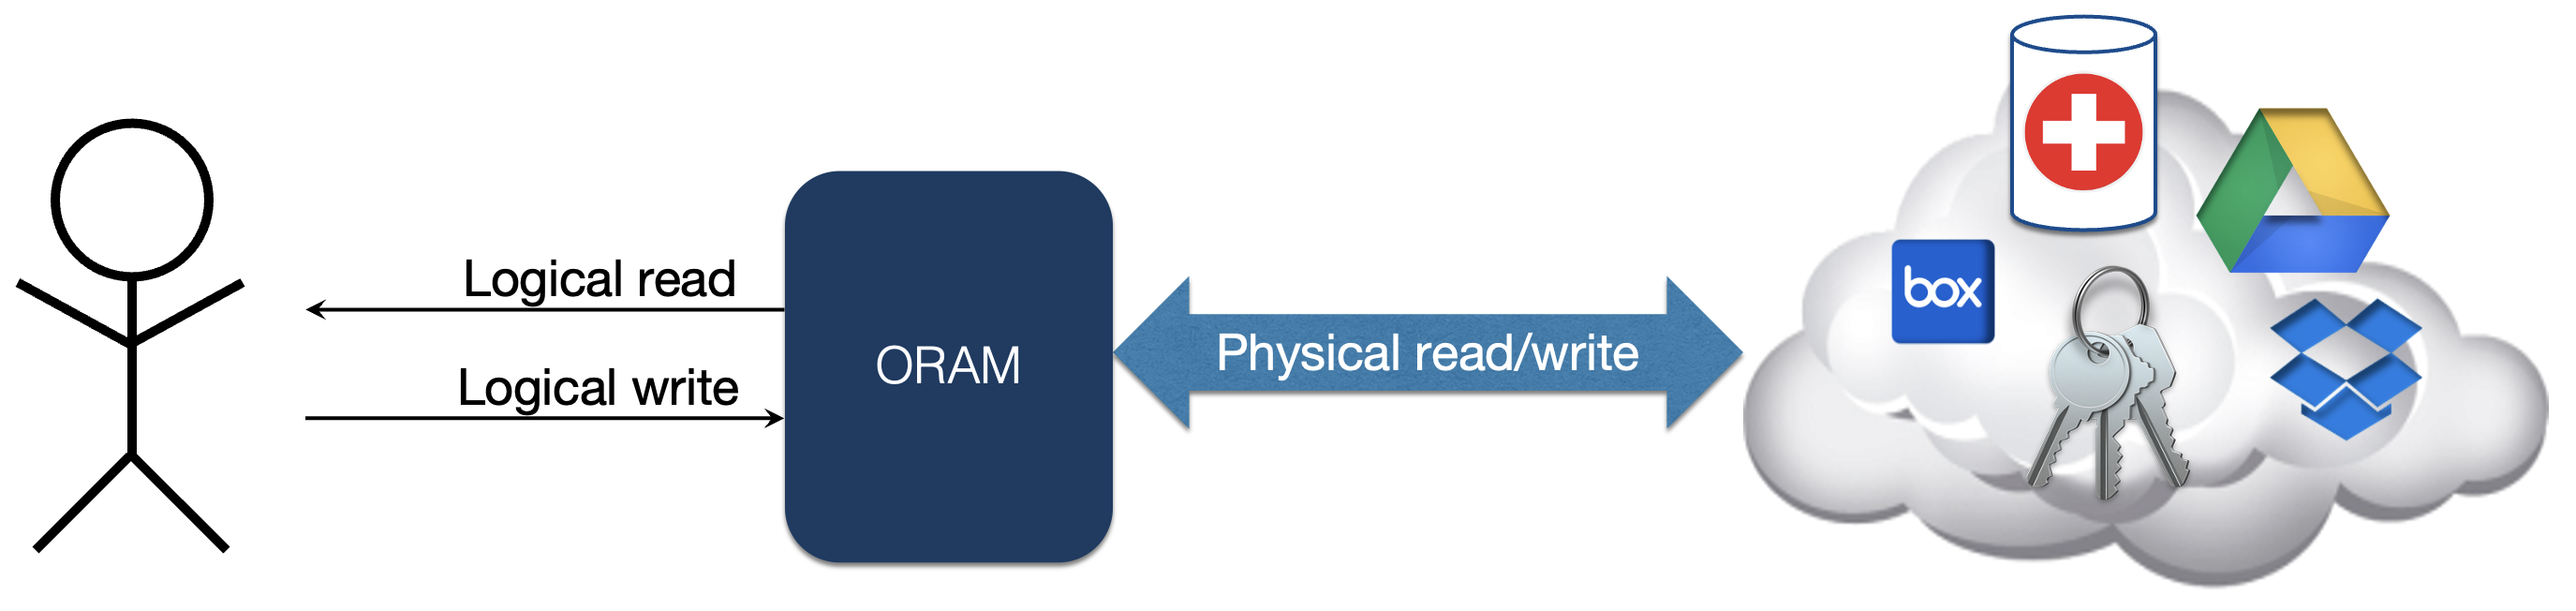 Logical read
Logical write
ORAM
Physical read/write
box